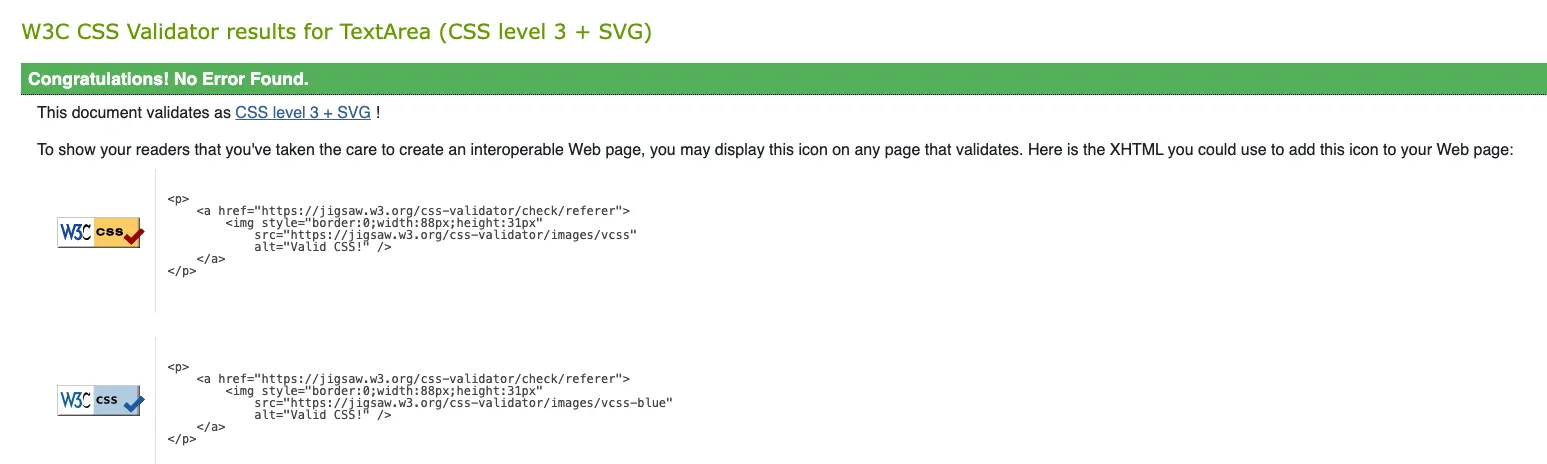 W3C CSS Validator results for TextArea (CSS level 3 + SVG)
Congratulations! No Error Found.
This document validates as CSS level 3 + SVG !
To show your readers that you've taken the care to create an interoperable Web page, you may display this icon on any page that validates. Here is the XHTML you could use to add this icon to your Web page:
W3C css
<p>
    <a href="https://jigsaw.w3.org/css-validator/check/referer">
        <img style="border:0;width:88px;height:31px"
            src="https://jigsaw.w3.org/css-validator/images/vcss"
            alt="Valid CSS!" />
    </a>
</p>
W3C css
<p>
    <a href="https://jigsaw.w3.org/css-validator/check/referer">
        <img style="border:0;width:88px;height:31px"
            src="https://jigsaw.w3.org/css-validator/images/vcss-blue"
            alt="Valid CSS!" />
    </a>
</p>